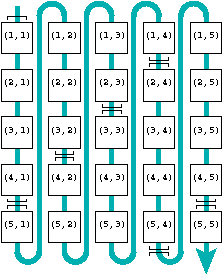 (1,1) (1,2) (1,3) (1,4) (1,5)
(2,1) (2,2) (2,3) (2,4) (2,5)
(3,1) (3,2) (3,3) (3,4) (3,5)
(4,1) (4,2) (4,3) (4,4) (4,5)
(5,1) (5,2) (5,3) (5,4) (5,5)